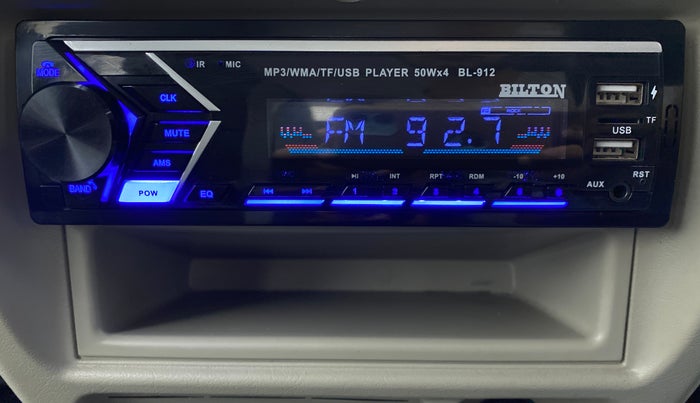 MODE
IR
MIC
MP3/WMA/TF/USB PLAYER 50Wx4 BL-912
BILTON
CLK
ROCK
TF
USB
FM 92.7
MUTE
AMS
RST
BAND
POW
EQ
1 INT 2
RPT 3 RDM 4
-10 5 +10 6
AUX